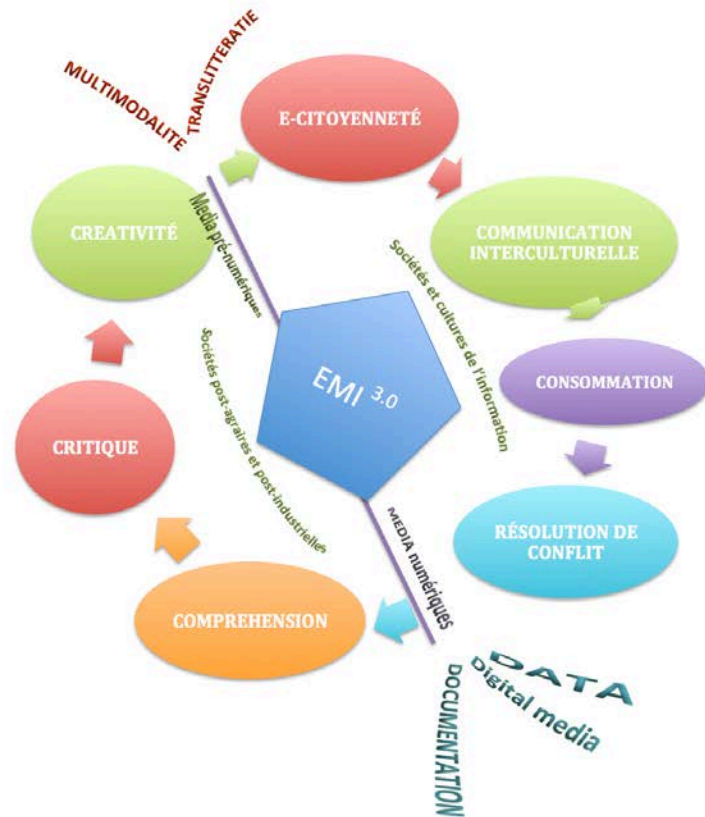 MULTIMODALITE
TRANSLITTERATIE
E-CITOYENNETÉ
CREATIVITÉ
Media pré-numériques
COMMUNICATION
INTERCULTURELLE
Sociétés et cultures de l'information
EMI 3.0
CONSOMMATION
Sociétés post-agraires et post-industrielles
CRITIQUE
RÉSOLUTION DE
CONFLIT
MEDIA numériques
COMPREHENSION
DATA
Digital media
DOCUMENTATION